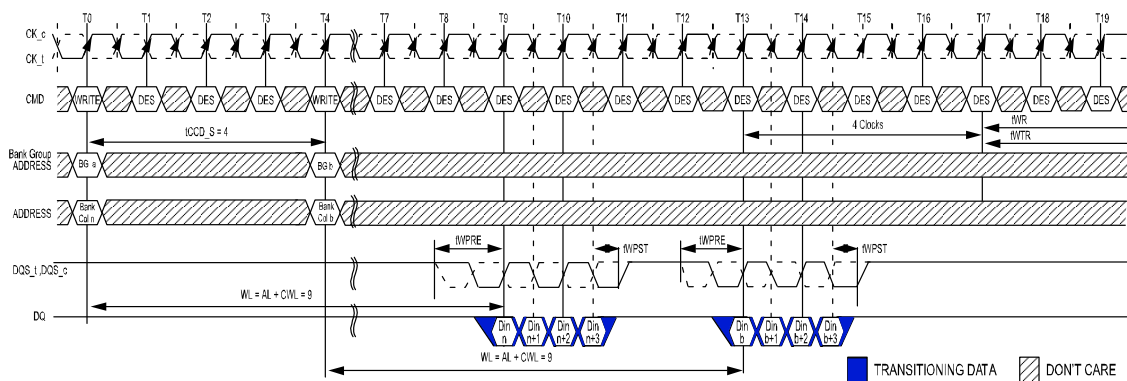 T0 T1 T2 T3 T4 T7 T8 T9 T10 T11 T12 T13 T14 T15 T16 T17 T18 T19
CK_c
CK_t
CMD WRITE DES DES DES WRITE DES DES DES DES DES DES DES DES DES DES DES DES DES
tCCD_S = 4
4 Clocks
tWR
tWTR
Bank Group
ADDRESS
BG a
BG b
ADDRESS
Bank
Col n
Bank
Col b
tWPRE
tWPST
tWPRE
tWPST
DQS_t ,DQS_c
WL = AL + CWL = 9
DQ
Din
n
Din
n+1
Din
n+2
Din
n+3
Din
b
Din
b+1
Din
b+2
Din
b+3
WL = AL + CWL = 9
TRANSITIONING DATA
DON'T CARE